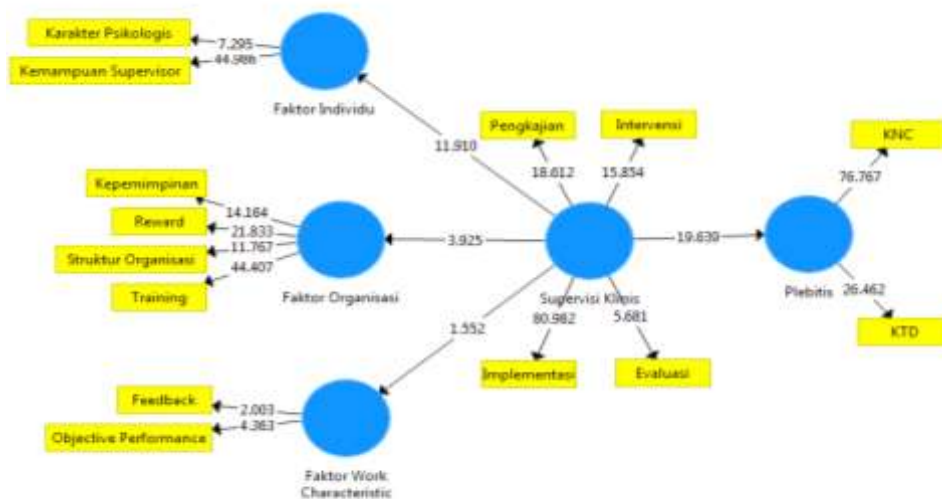 Karakter Psikologis
7.295
44.986
Kemampuan Supervisor
Faktor Individu
11.910
Pengkajian
Intervensi
18.612
15.854
KNC
76.767
Kepemimpinan
14.164
Reward
21.833
Struktur Organisasi
11.767
44.407
Training
Faktor Organisasi
3.925
Supervisi Klinis
19.639
Plebitis
26.462
KTD
1.552
80.982
5.681
Implementasi
Evaluasi
Feedback
2.003
4.363
Objective Performance
Faktor Work
Characteristic